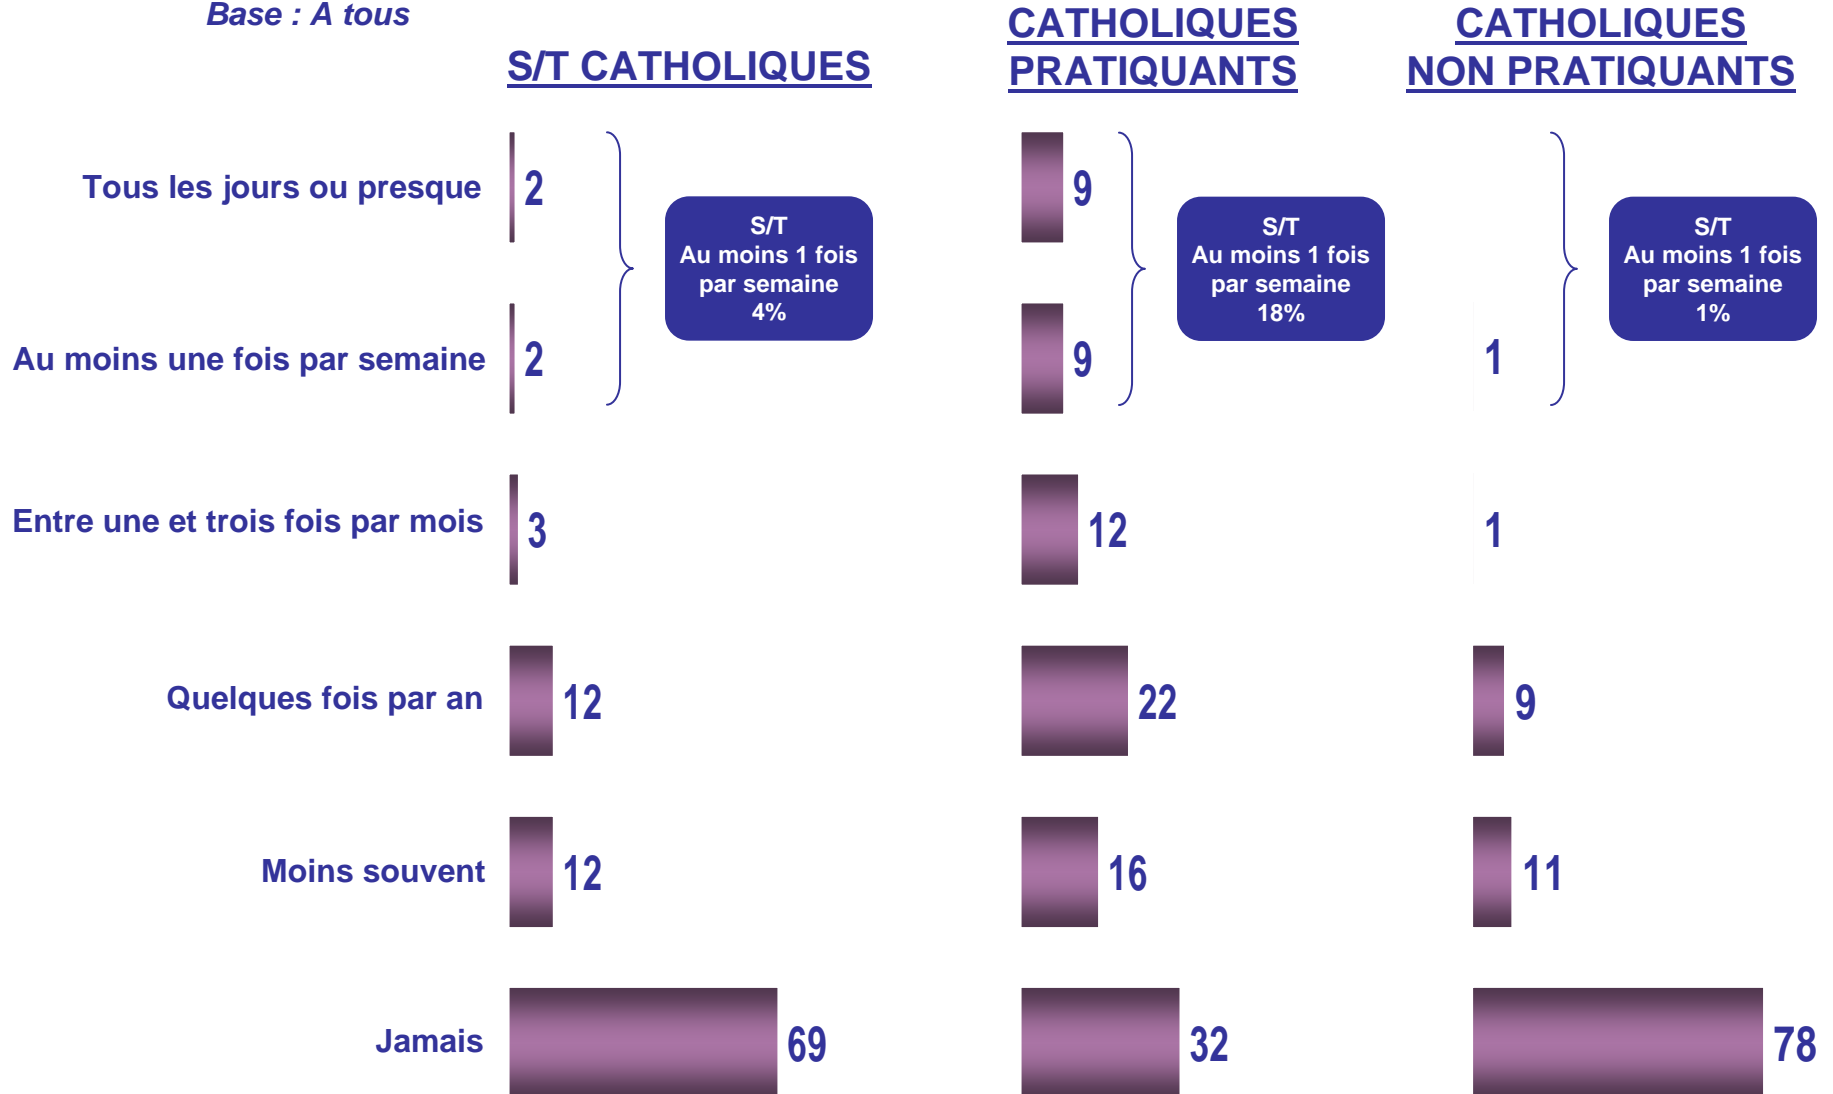 Base : A tous
S/T CATHOLIQUES
CATHOLIQUES
PRATIQUANTS
CATHOLIQUES
NON PRATIQUANTS
Tous les jours ou presque
2
S/T
Au moins 1 fois
par semaine
4%
9
S/T
Au moins 1 fois
par semaine
18%
S/T
Au moins 1 fois
par semaine
1%
Au moins une fois par semaine
2
9
1
Entre une et trois fois par mois
3
12
1
Quelques fois par an
12
22
9
Moins souvent
12
16
11
Jamais
69
32
78